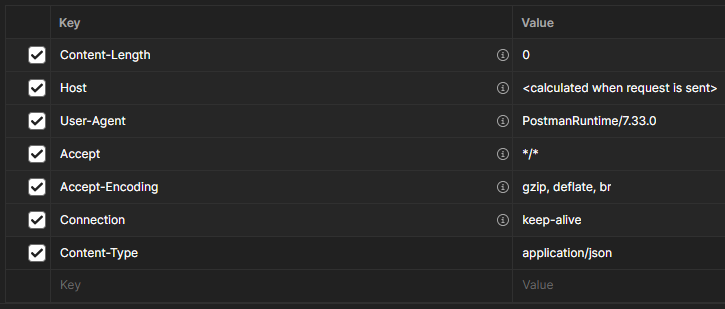 Key Value
Content-Length 0
Host <calculated when request is sent>
User-Agent PostmanRuntime/7.33.0
Accept */*
Accept-Encoding gzip, deflate, br
Connection keep-alive
Content-Type application/json
Key Value